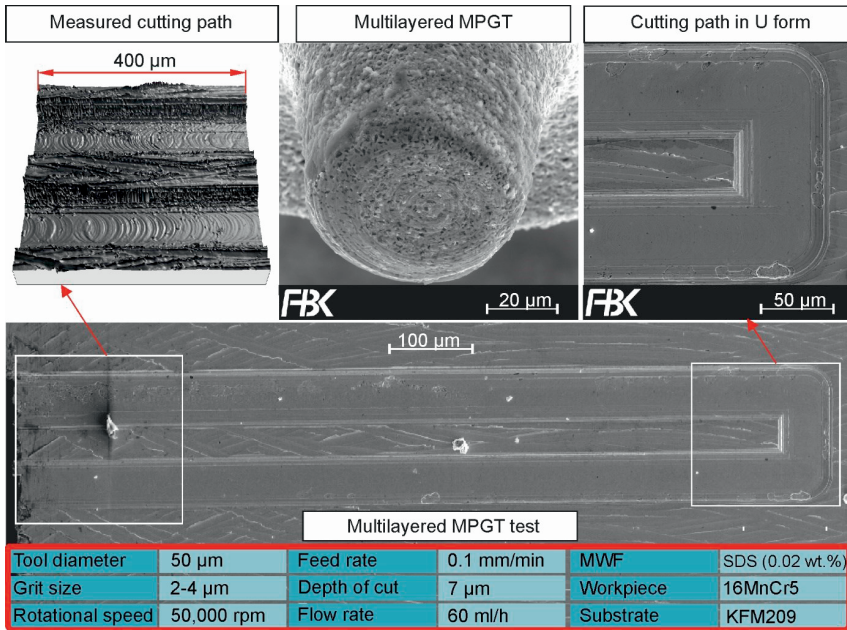 Measured cutting path
Multilayered MPGT
Cutting path in U form
400 µm
FBK
20 µm
FBK
50 µm
100 µm
Multilayered MPGT test
Tool diameter 50 µm Feed rate 0.1 mm/min MWF SDS (0.02 wt.%)
Grit size 2-4 µm Depth of cut 7 µm Workpiece 16MnCr5
Rotational speed 50,000 rpm Flow rate 60 ml/h Substrate KFM209